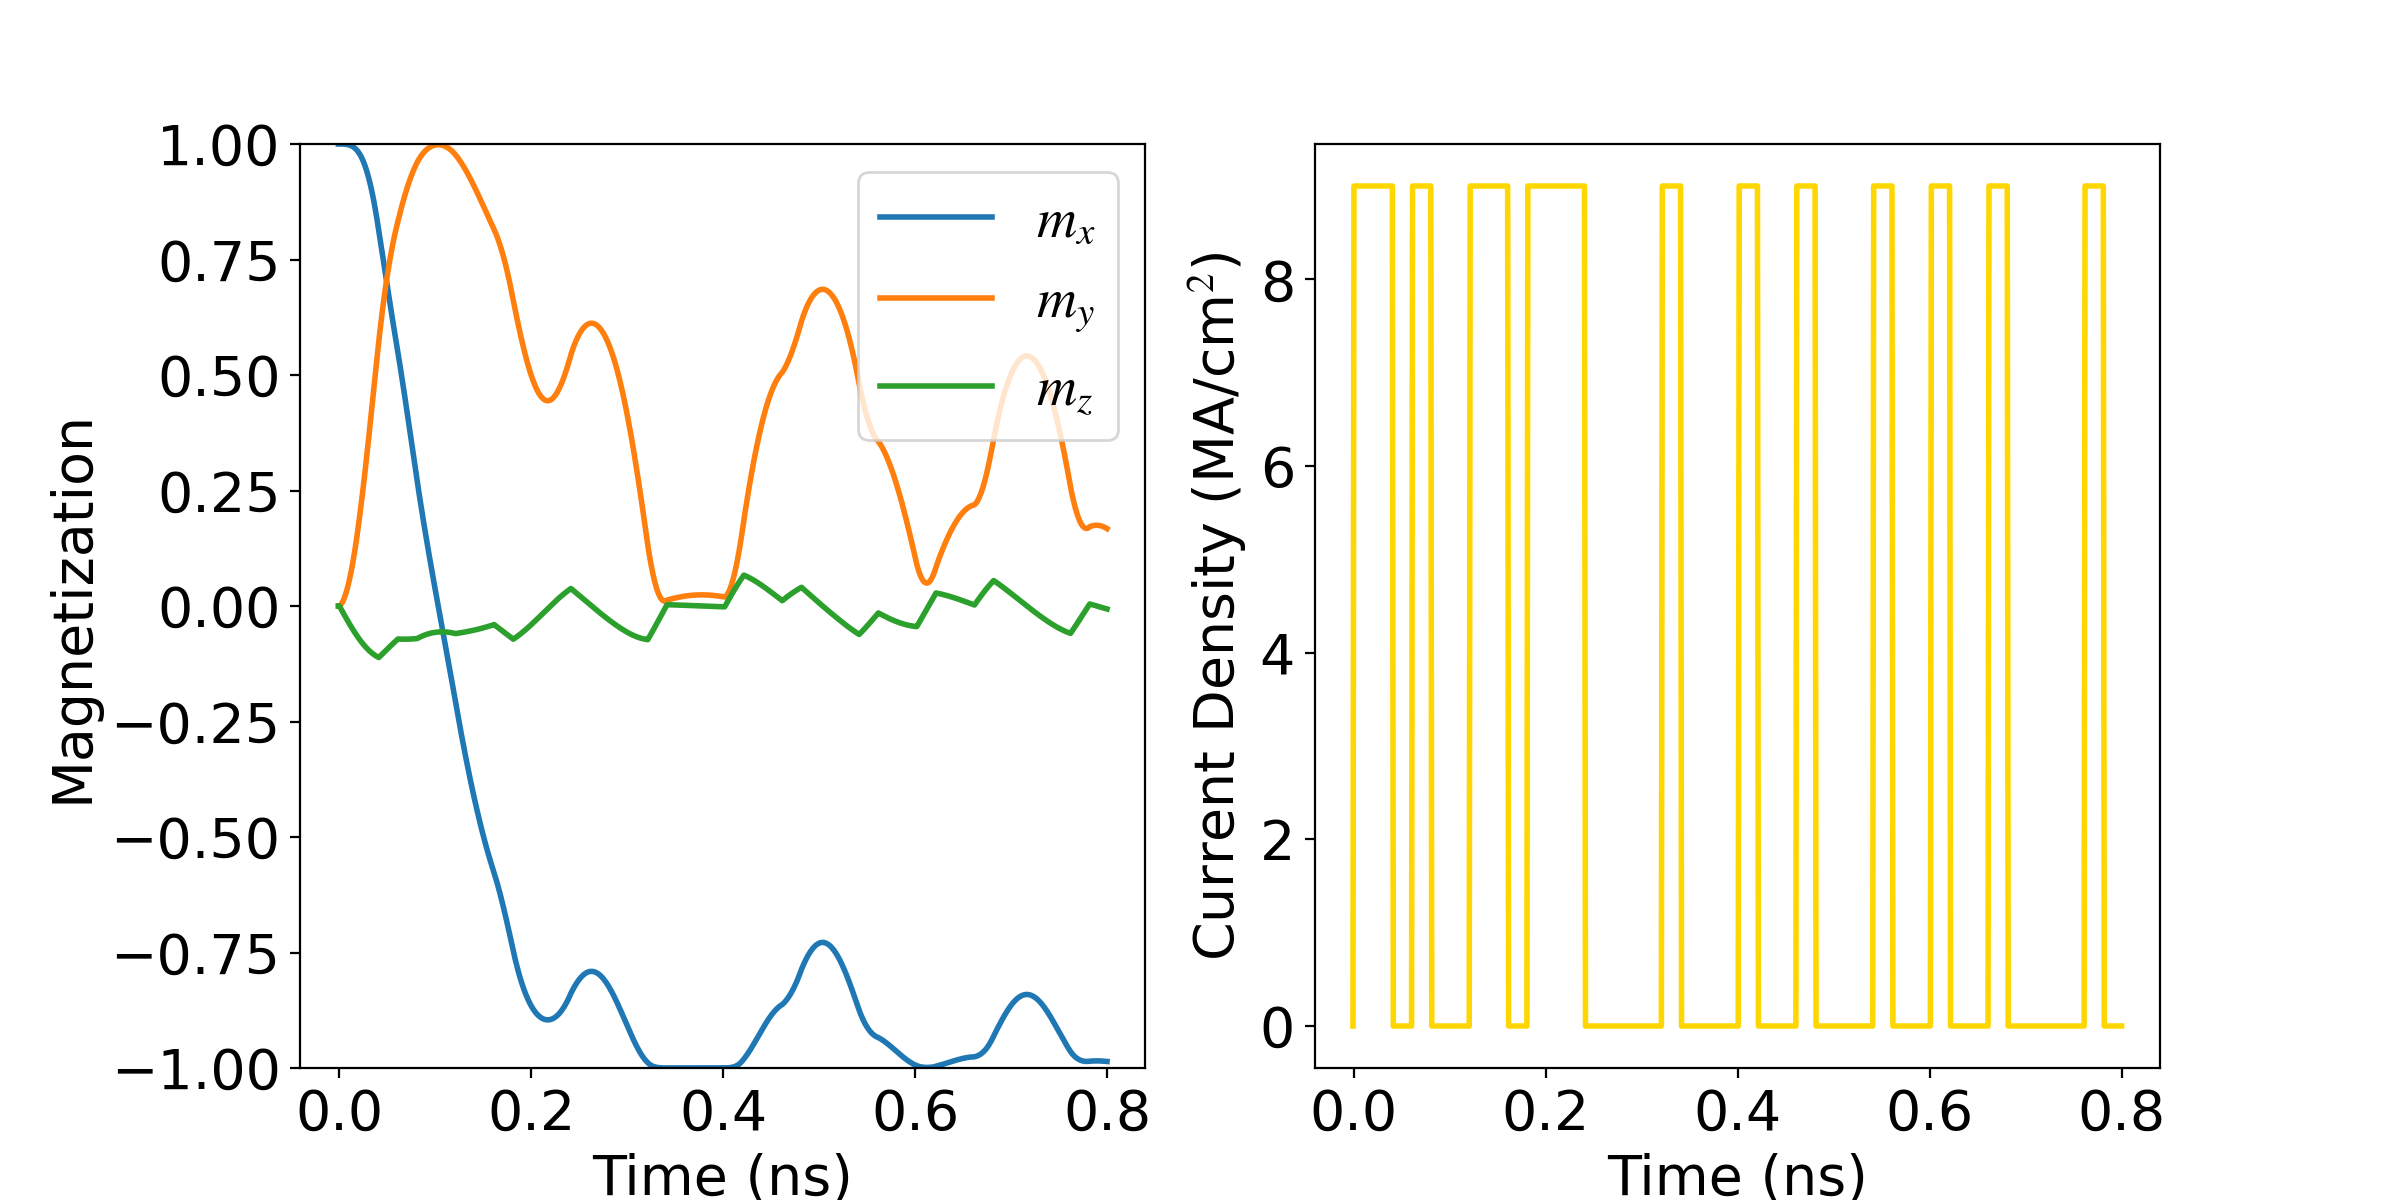 1.00
0.75
0.50
0.25
0.00
−0.25
−0.50
−0.75
−1.00
Magnetization
0.0 0.2 0.4 0.6 0.8
Time (ns)
m_x
m_y
m_z
8
6
4
2
0
Current Density (MA/cm²)
0.0 0.2 0.4 0.6 0.8
Time (ns)